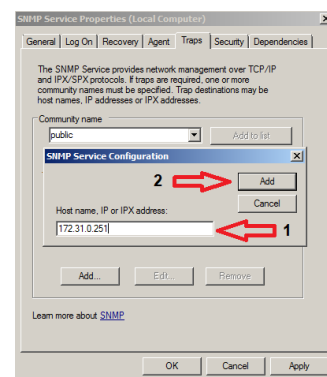 SNMP Service Properties (Local Computer)
General Log On Recovery Agent Traps Security Dependencies
The SNMP Service provides network management over TCP/IP
and IPX/SPX protocols. If traps are required, one or more
community names must be specified. Trap destinations may be
host names, IP addresses or IPX addresses.
Community name
public
Add to list
SNMP Service Configuration
2
Add
Cancel
Host name, IP or IPX address:
172.31.0.251
1
Add... Edit... Remove
Learn more about SNMP
OK Cancel Apply